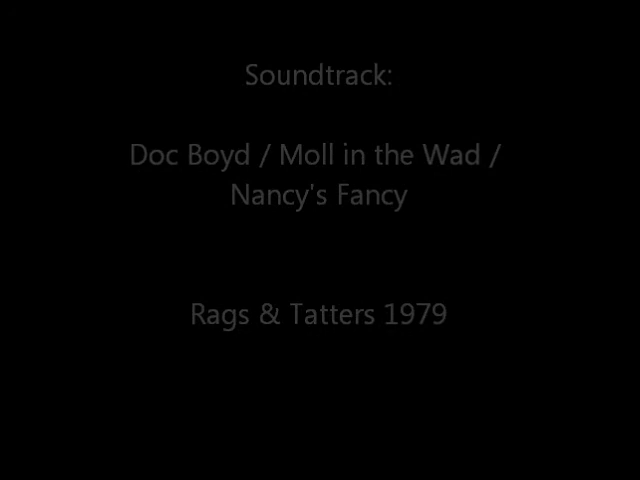 Soundtrack:
Doc Boyd / Moll in the Wad /
Nancy's Fancy
Rags & Tatters 1979